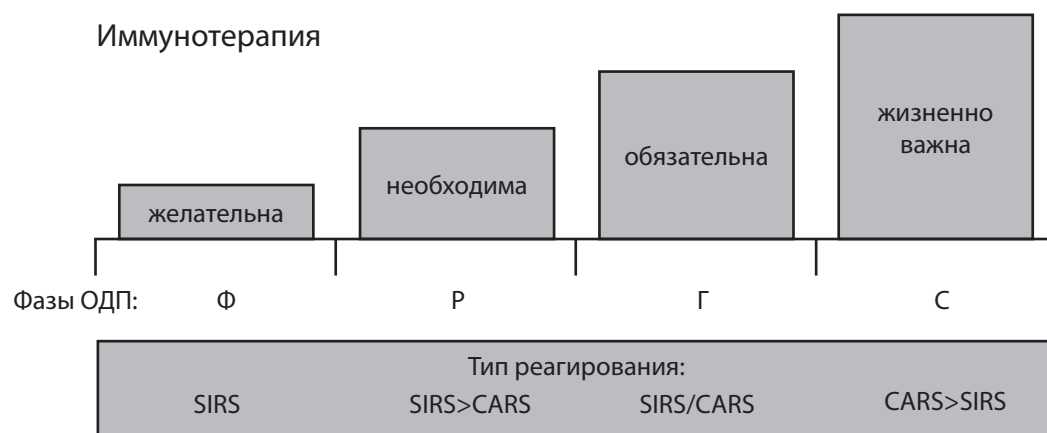 Иммунотерапия
желательна
необходима
обязательна
жизненно
важна
Фазы ОДП: Ф Р Г С
Тип реагирования:
SIRS SIRS>CARS SIRS/CARS CARS>SIRS